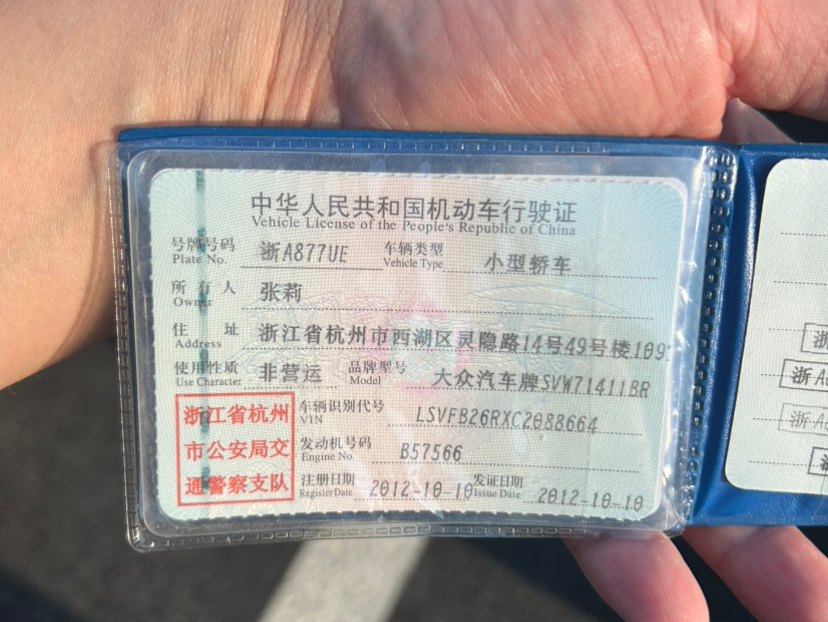 中华人民共和国机动车行驶证
Vehicle License of the People's Republic of China
号牌号码 浙A877UE 车辆类型 小型轿车
Plate No. Vehicle Type
所有人 张莉
Owner
住址 浙江省杭州市西湖区灵隐路14号49号楼109
Address
使用性质 非营运 品牌型号 大众汽车牌SVW71411BR
Use Character Model
浙江省杭州 车辆识别代号 LSVFB26RXC2088664
VIN
市公安局交 发动机号码 B57566
Engine No.
通警察支队 注册日期 2012-10-10 发证日期 2012-10-10
Register Date Issue Date
浙
浙A
浙A